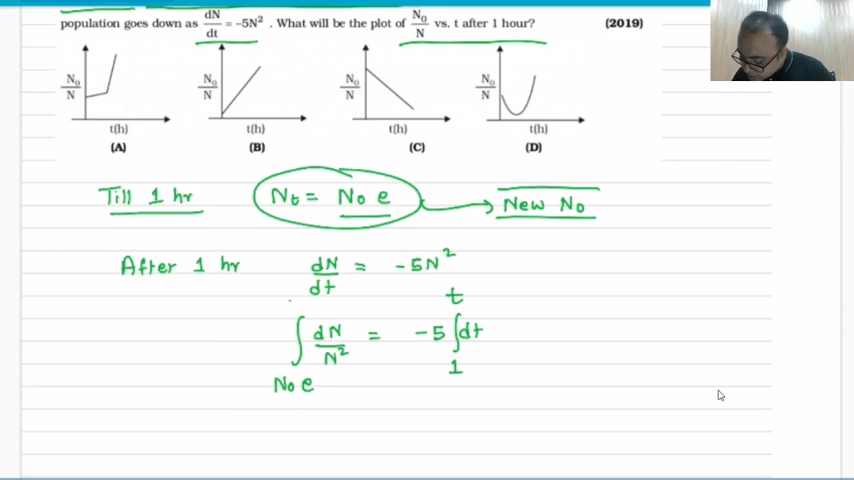 population goes down as dN/dt = −5N². What will be the plot of N₀/N vs. t after 1 hour? (2019)
N₀/N N₀/N N₀/N N₀/N
t(h) t(h) t(h) t(h)
(A) (B) (C) (D)
Till 1 hr Nt = No e New No
After 1 hr dN/dt = -5N²
t
∫ dN/N² = -5 ∫dt
No e 1